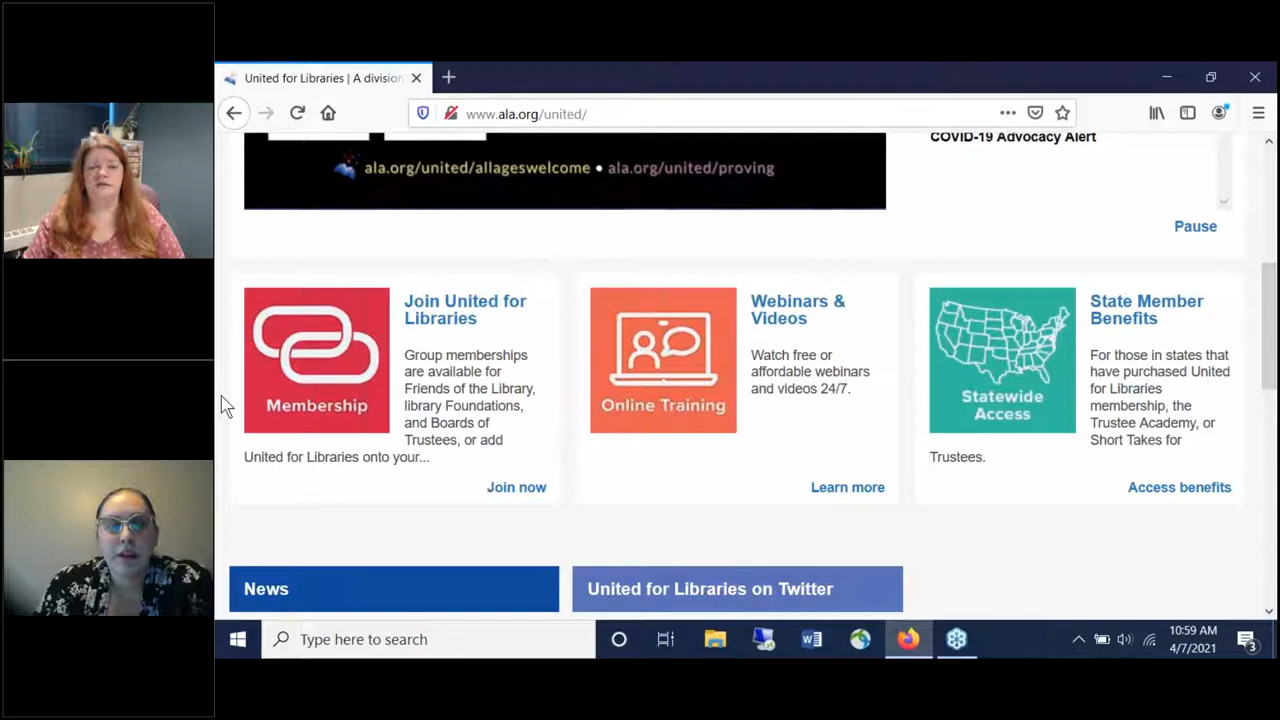 United for Libraries | A division
www.ala.org/united/
COVID-19 Advocacy Alert
ala.org/united/allageswelcome • ala.org/united/proving
Pause
Membership
Join United for
Libraries
Group memberships
are available for
Friends of the Library,
library Foundations,
and Boards of
Trustees, or add
United for Libraries onto your...
Join now
Online Training
Webinars &
Videos
Watch free or
affordable webinars
and videos 24/7.
Learn more
Statewide
Access
State Member
Benefits
For those in states that
have purchased United
for Libraries
membership, the
Trustee Academy, or
Short Takes for
Trustees.
Access benefits
News
United for Libraries on Twitter
Type here to search
10:59 AM
4/7/2021
3